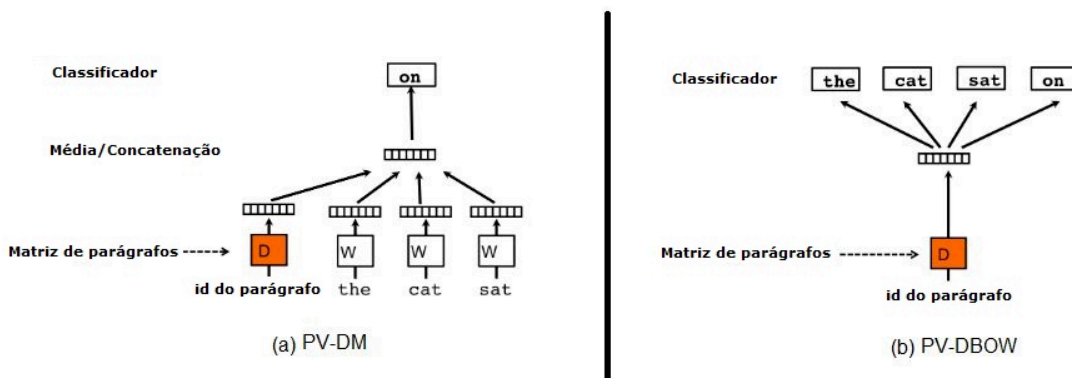 Classificador
on
Média/Concatenação
Matriz de parágrafos
D
W
W
W
id do parágrafo
the
cat
sat
(a) PV-DM
Classificador
the
cat
sat
on
Matriz de parágrafos
D
id do parágrafo
(b) PV-DBOW